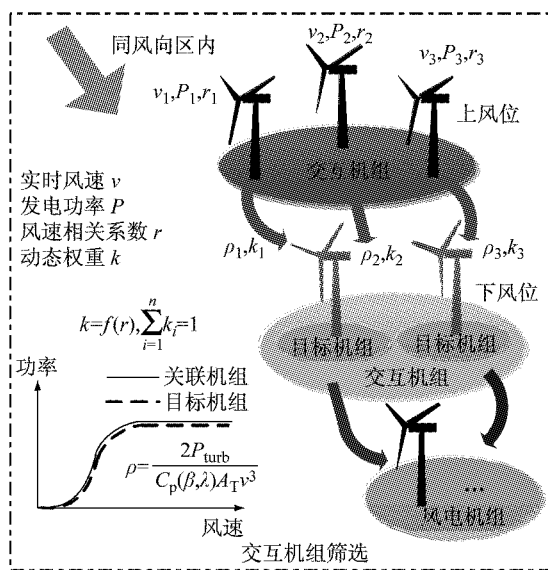 同风向区内
v₁,P₁,r₁
v₂,P₂,r₂
v₃,P₃,r₃
上风位
交互机组
实时风速 v
发电功率 P
风速相关系数 r
动态权重 k
ρ₁,k₁
ρ₂,k₂
ρ₃,k₃
下风位
k=f(r),∑ᵢ₌₁ⁿkᵢ=1
目标机组
目标机组
交互机组
功率
关联机组
目标机组
ρ=2P_turb/C_p(β,λ)A_Tv³
风速
...
风电机组
交互机组筛选